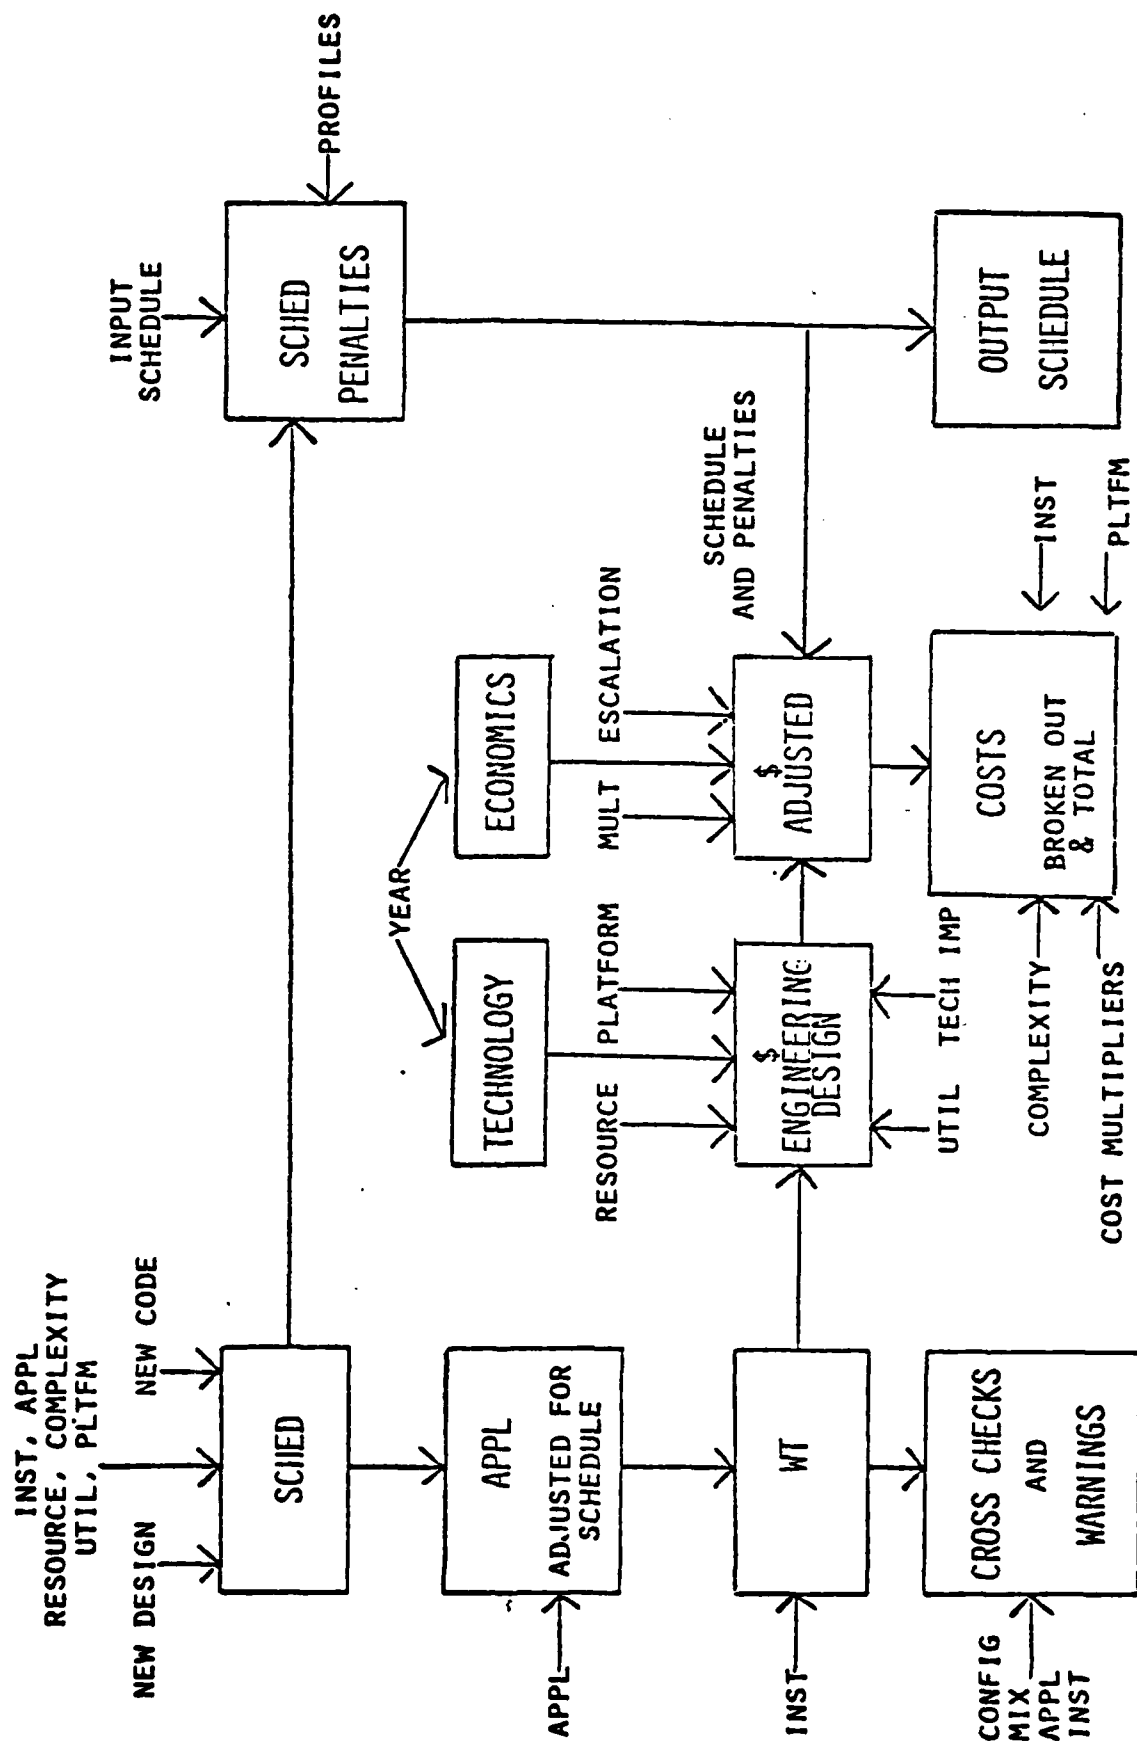 INST, APPL
RESOURCE, COMPLEXITY
UTIL, PLTFM
NEW DESIGN
NEW CODE
SCHED
INPUT
SCHEDULE
SCHED
PENALTIES
PROFILES
APPL
ADJUSTED FOR
SCHEDULE
APPL
YEAR
TECHNOLOGY
ECONOMICS
RESOURCE
PLATFORM
MULT
ESCALATION
SCHEDULE
AND PENALTIES
INST
WT
$
ENGINEERING
DESIGN
$
ADJUSTED
UTIL
TECH IMP
CONFIG
MIX
APPL
INST
CROSS CHECKS
AND
WARNINGS
COMPLEXITY
COST MULTIPLIERS
COSTS
BROKEN OUT
& TOTAL
INST
PLTFM
OUTPUT
SCHEDULE